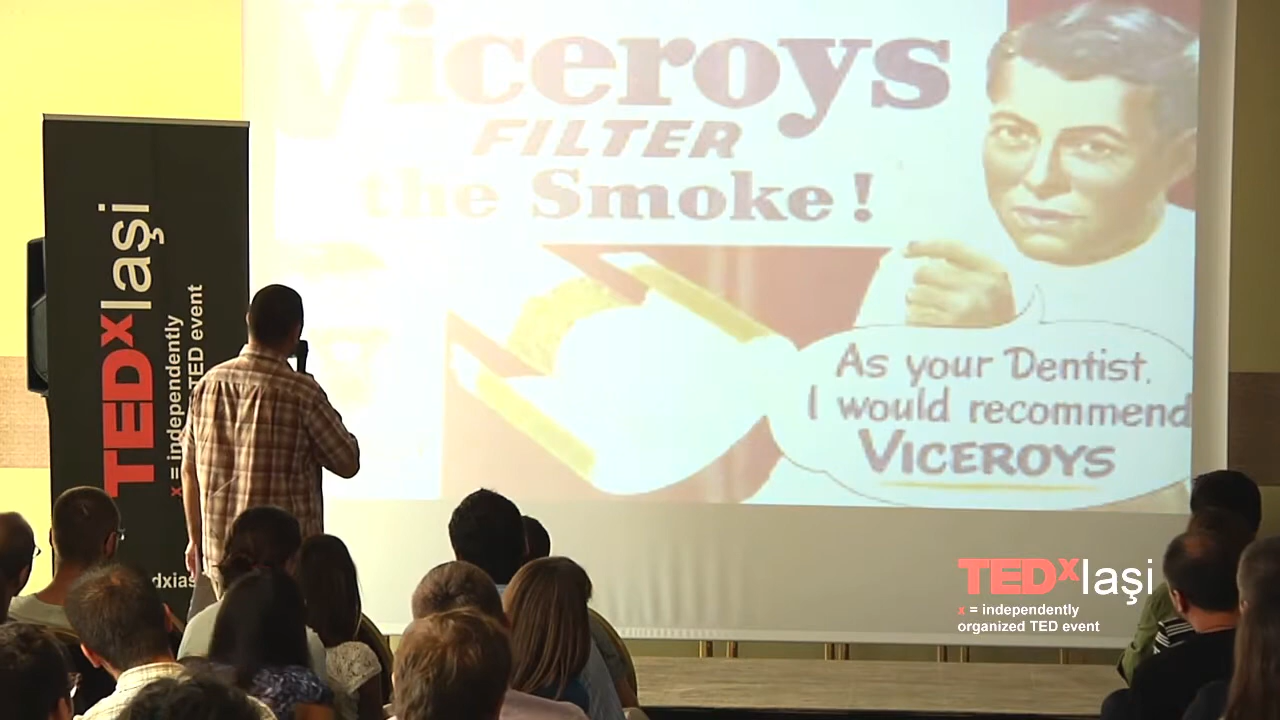 Viceroys
FILTER
the Smoke!
As your Dentist,
I would recommend
VICEROYS
TEDxIaşi
x = independently
TED event
dxias
TEDxIaşi
x = independently
organized TED event